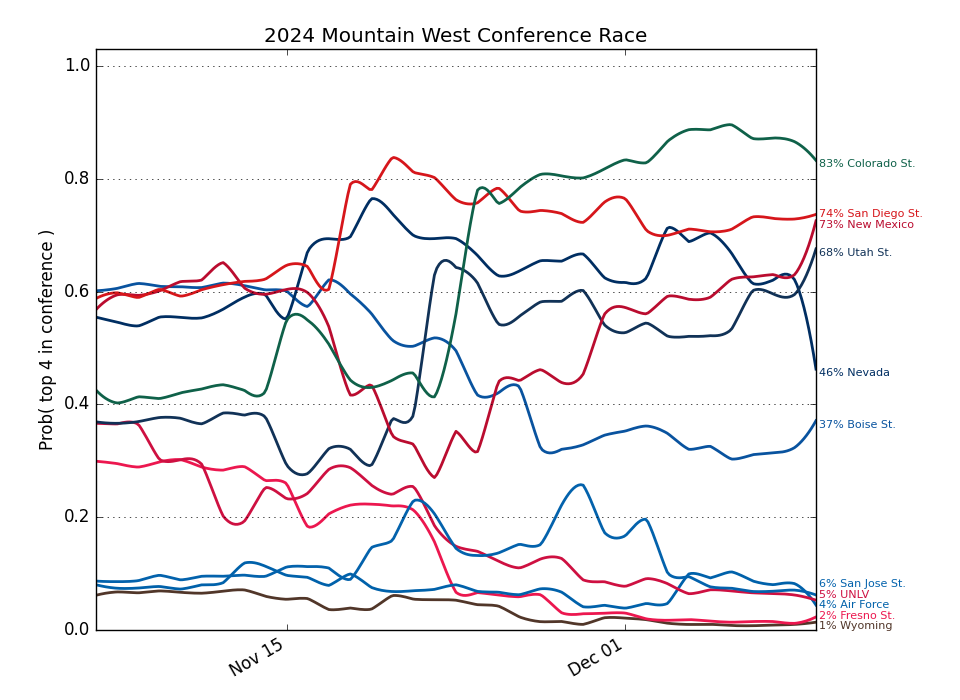 2024 Mountain West Conference Race
Prob( top 4 in conference )
1.0
0.8
0.6
0.4
0.2
0.0
Nov 15
Dec 01
83% Colorado St.
74% San Diego St.
73% New Mexico
68% Utah St.
46% Nevada
37% Boise St.
6% San Jose St.
5% UNLV
4% Air Force
2% Fresno St.
1% Wyoming